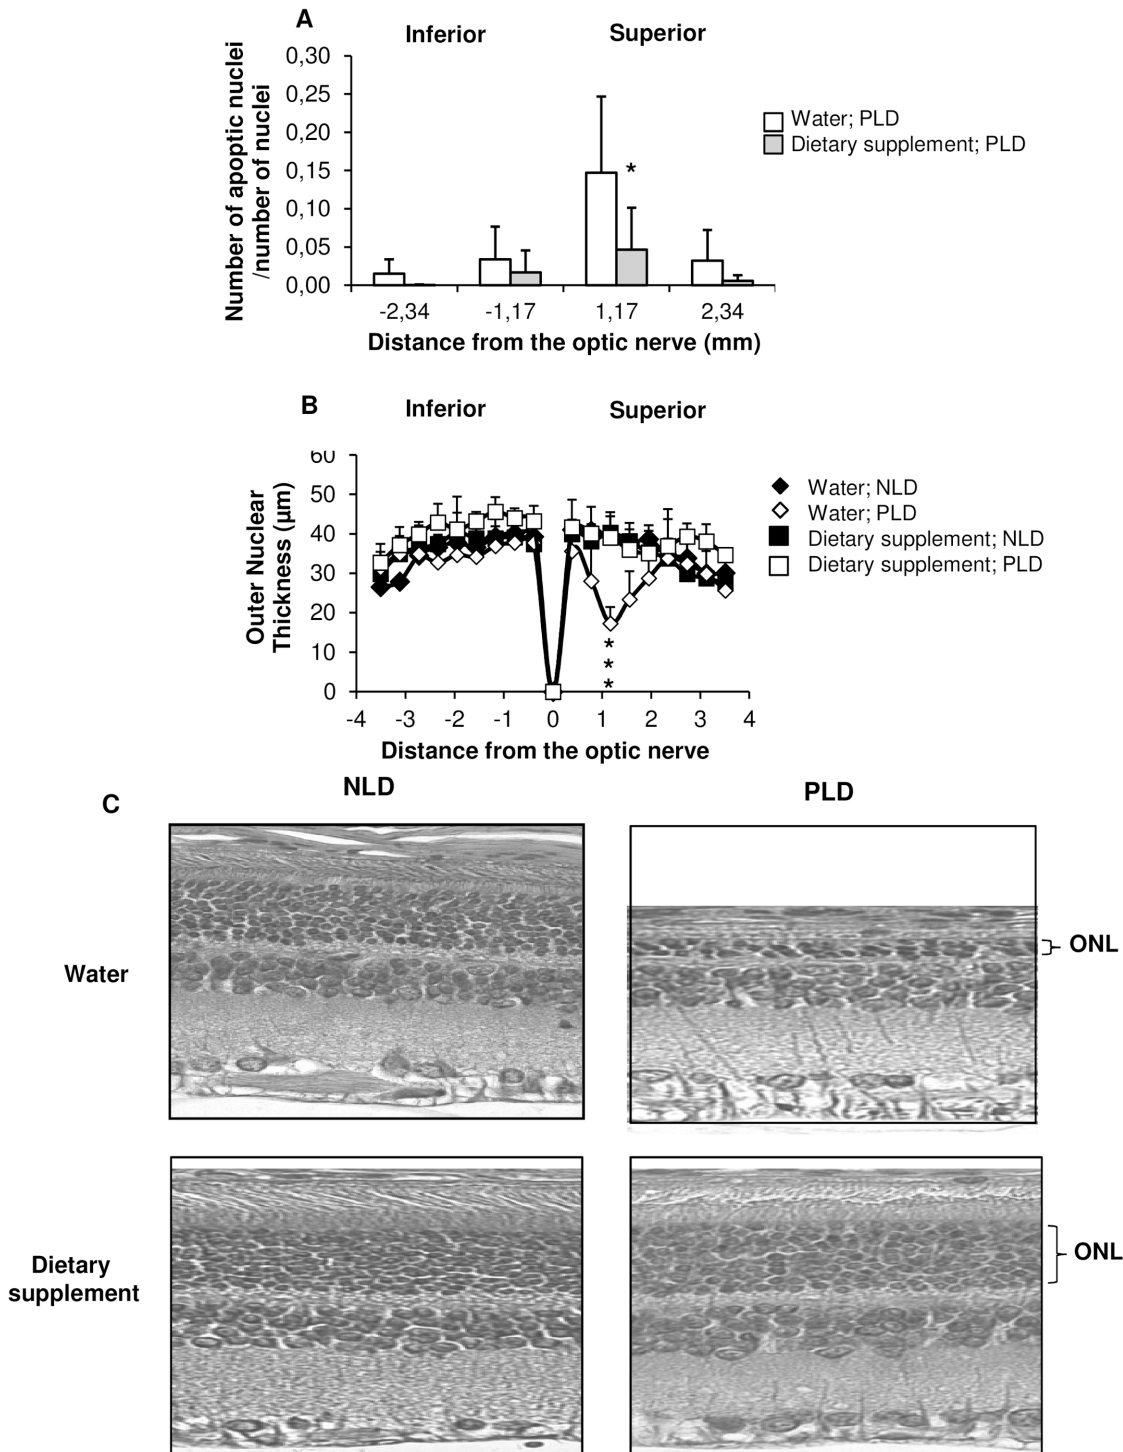 A
Inferior
Superior
Number of apoptic nuclei
/number of nuclei
0,30
0,25
0,20
0,15
0,10
0,05
0,00
*
-2,34
-1,17
1,17
2,34
Distance from the optic nerve (mm)
Water; PLD
Dietary supplement; PLD
B
Inferior
Superior
Outer Nuclear
Thickness (µm)
60
50
40
30
20
10
0
*
*
*
-4
-3
-2
-1
0
1
2
3
4
Distance from the optic nerve
Water; NLD
Water; PLD
Dietary supplement; NLD
Dietary supplement; PLD
C
NLD
PLD
Water
ONL
Dietary
supplement
ONL